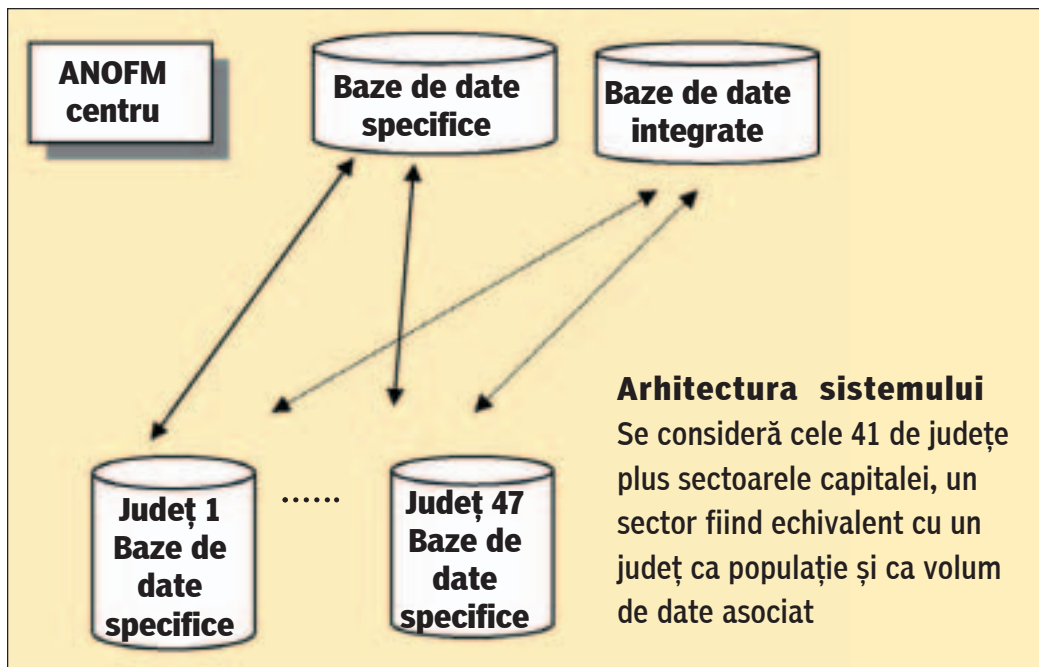 ANOFM
centru
Baze de date
specifice
Baze de date
integrate
Județ 1
Baze de
date
specifice
......
Județ 47
Baze de
date
specifice
Arhitectura sistemului
Se consideră cele 41 de județe
plus sectoarele capitalei, un
sector fiind echivalent cu un
județ ca populație și ca volum
de date asociat